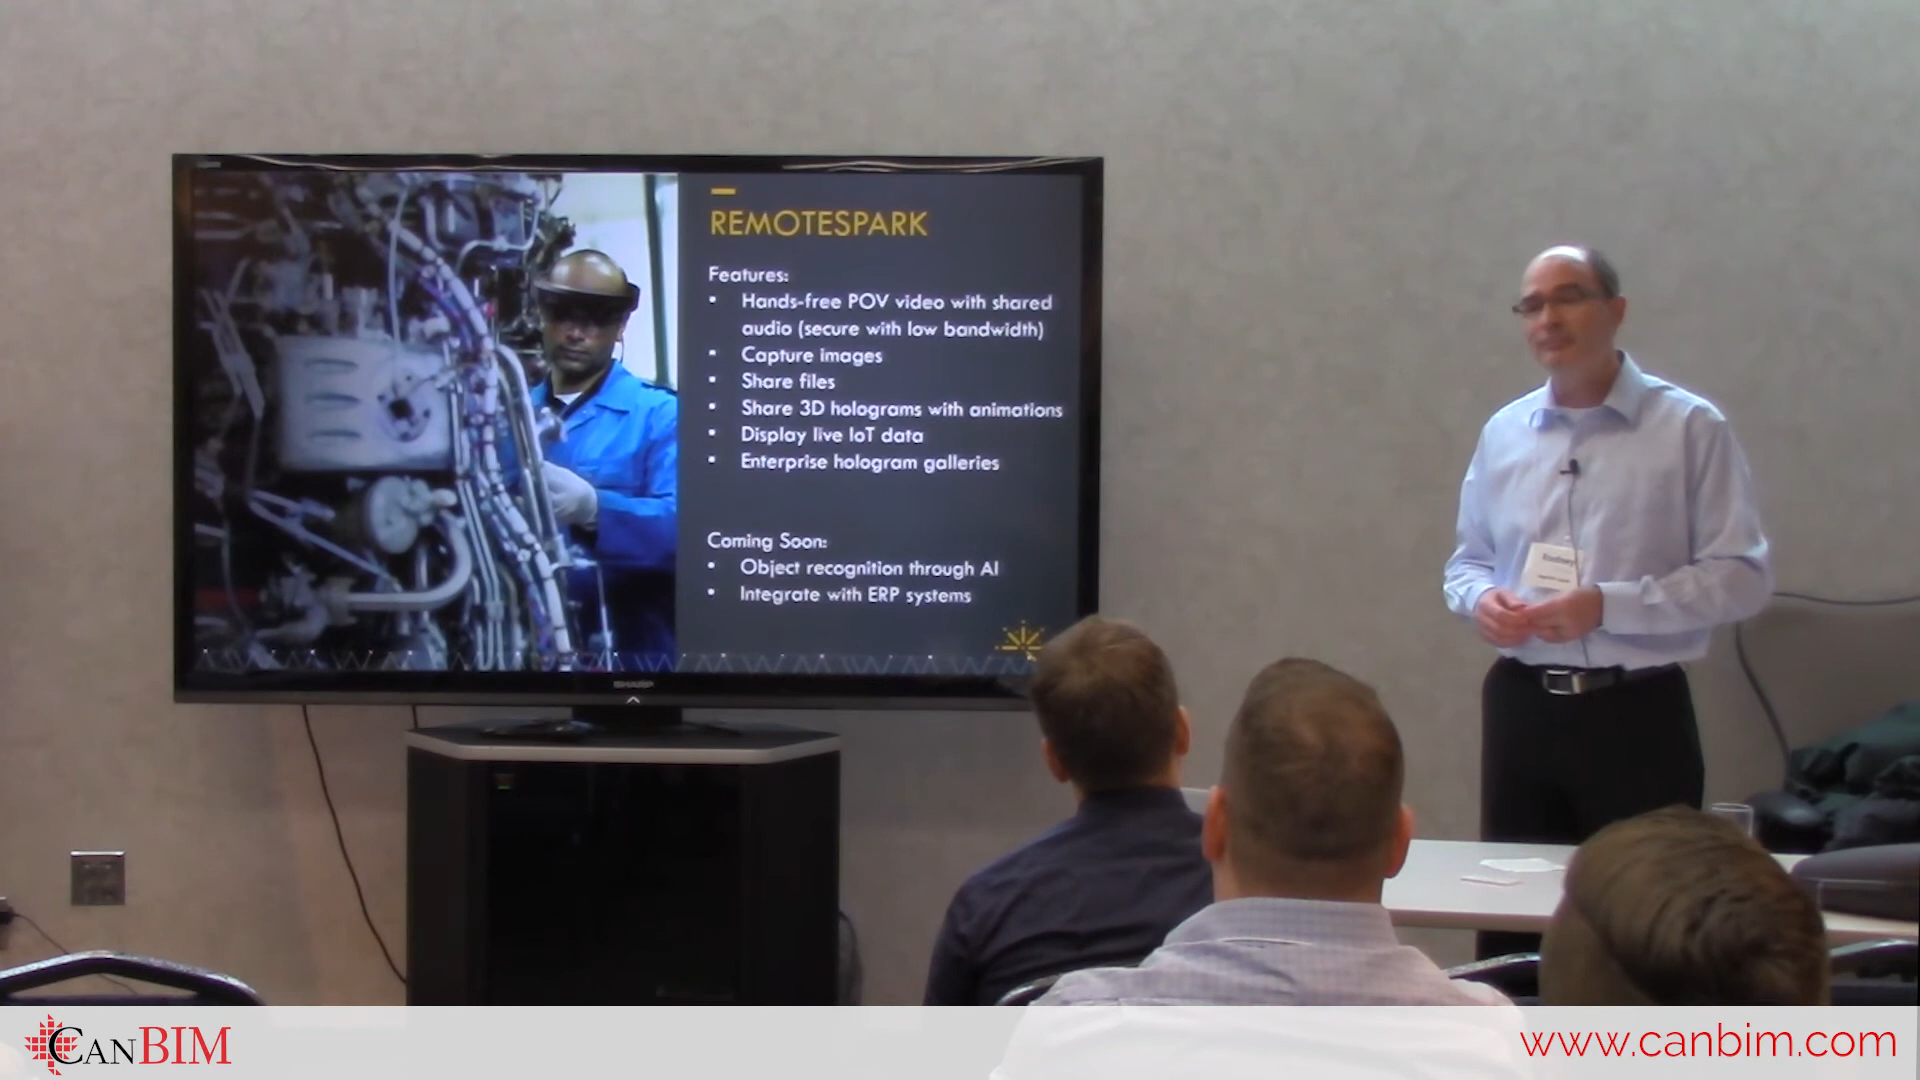 REMOTESPARK
Features:
• Hands-free POV video with shared
audio (secure with low bandwidth)
• Capture images
• Share files
• Share 3D holograms with animations
• Display live IoT data
• Enterprise hologram galleries
Coming Soon:
• Object recognition through AI
• Integrate with ERP systems
SHARP
Rodney
CANBIM
www.canbim.com